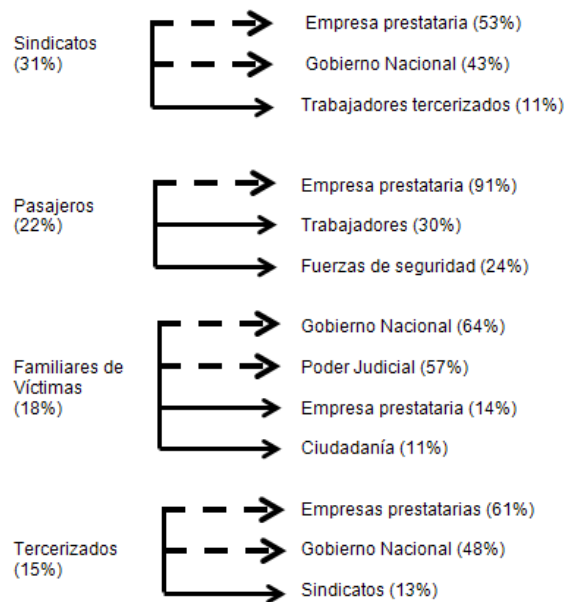 Sindicatos
(31%)
Empresa prestataria (53%)
Gobierno Nacional (43%)
Trabajadores tercerizados (11%)
Pasajeros
(22%)
Empresa prestataria (91%)
Trabajadores (30%)
Fuerzas de seguridad (24%)
Familiares de
Víctimas
(18%)
Gobierno Nacional (64%)
Poder Judicial (57%)
Empresa prestataria (14%)
Ciudadanía (11%)
Tercerizados
(15%)
Empresas prestatarias (61%)
Gobierno Nacional (48%)
Sindicatos (13%)